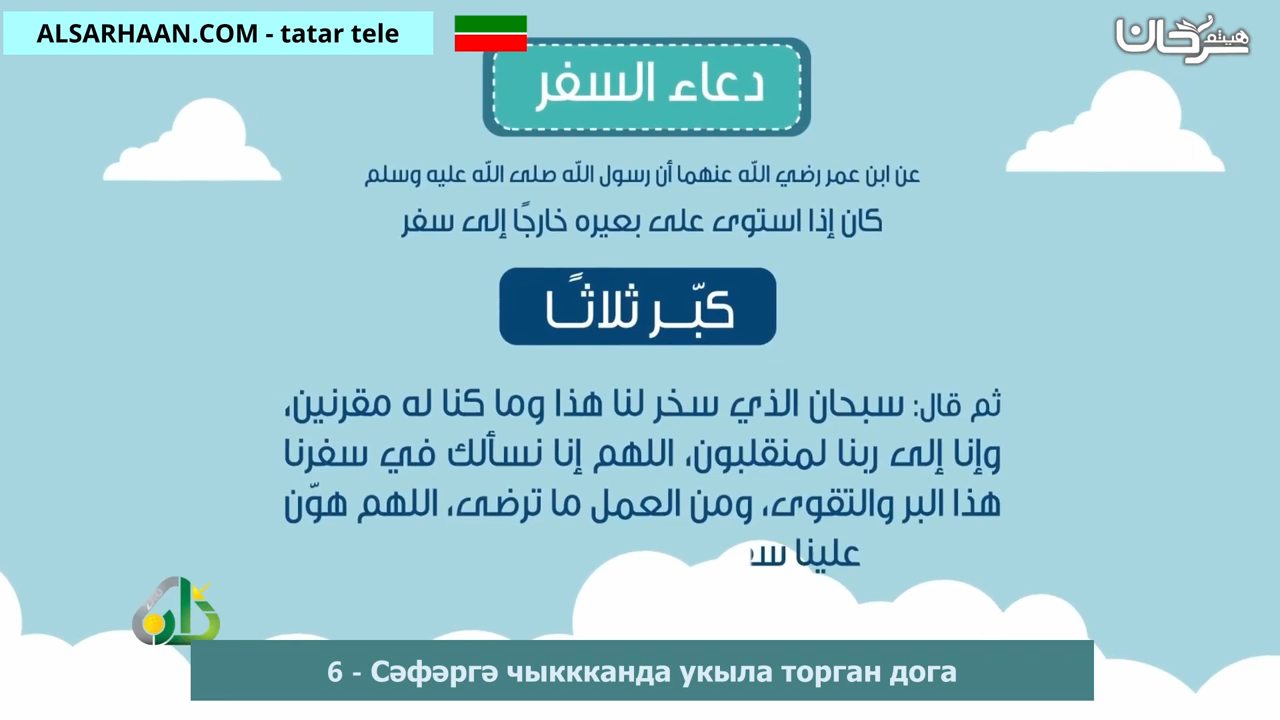 ALSARHAAN.COM - tatar tele
هيثم سرحان
دعاء السفر
عن ابن عمر رضي الله عنهما أن رسول الله صلى الله عليه وسلم
كان إذا استوى على بعيره خارجًا إلى سفر
كبّر ثلاثًا
ثم قال: سبحان الذي سخر لنا هذا وما كنا له مقرنين،
وإنا إلى ربنا لمنقلبون، اللهم إنا نسألك في سفرنا
هذا البر والتقوى، ومن العمل ما ترضى، اللهم هوّن
علينا
6 - Сәфәргә чыккканда укыла торган дога